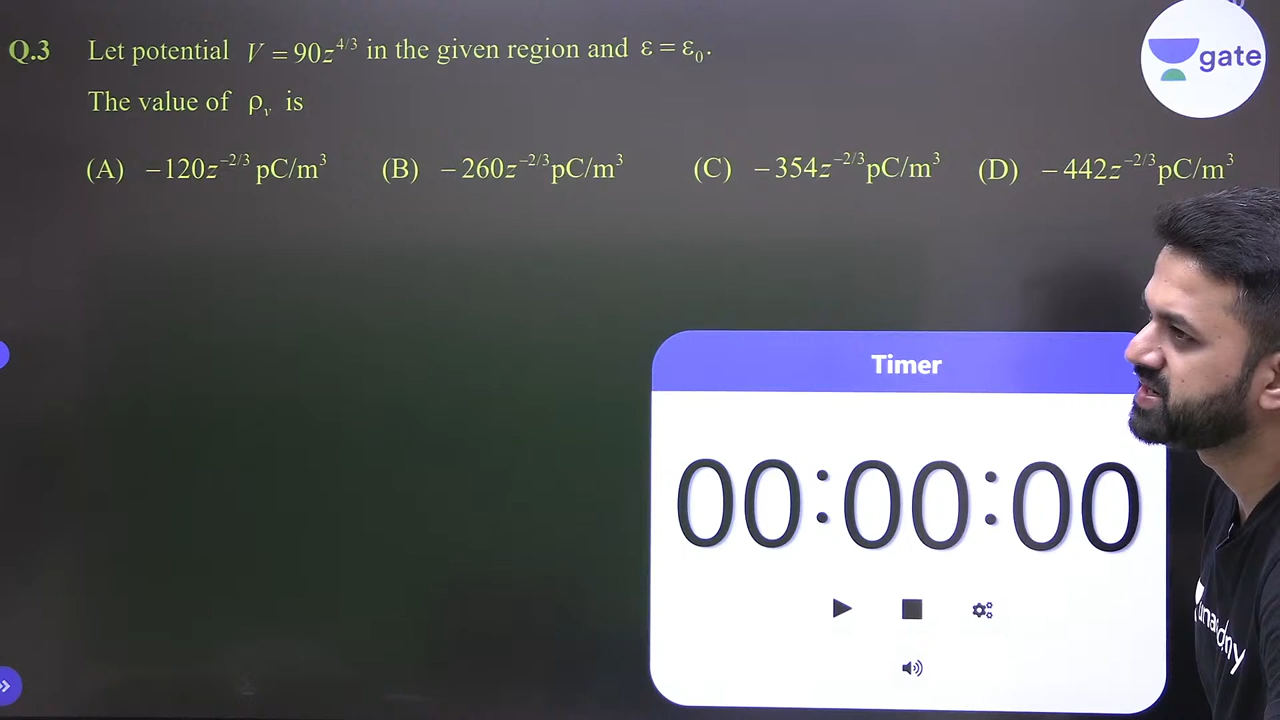 Q.3 Let potential V = 90z^{4/3} in the given region and ε = ε₀.
The value of ρᵥ is
(A) −120z^{−2/3} pC/m³ (B) −260z^{−2/3} pC/m³ (C) −354z^{−2/3} pC/m³ (D) −442z^{−2/3} pC/m³
gate
Timer
00:00:00